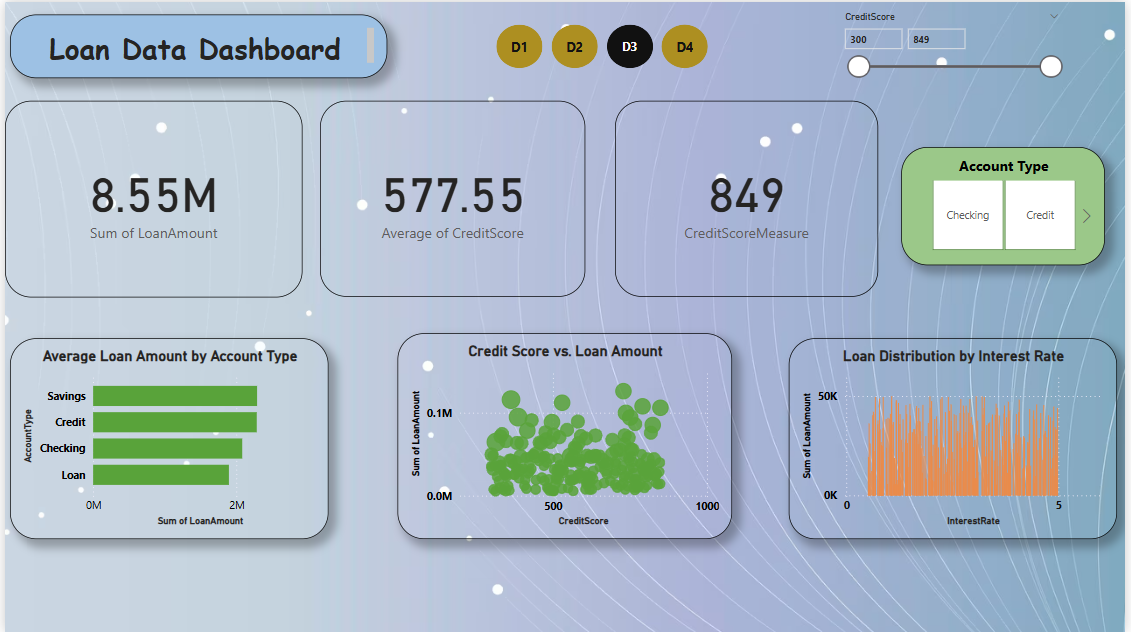 Loan Data Dashboard
D1
D2
D3
D4
CreditScore
300
849
8.55M
Sum of LoanAmount
577.55
Average of CreditScore
849
CreditScoreMeasure
Account Type
Checking
Credit
Average Loan Amount by Account Type
AccountType
Savings
Credit
Checking
Loan
0M
2M
Sum of LoanAmount
Credit Score vs. Loan Amount
Sum of LoanAmount
0.1M
0.0M
500
1000
CreditScore
Loan Distribution by Interest Rate
Sum of LoanAmount
50K
0K
0
5
InterestRate